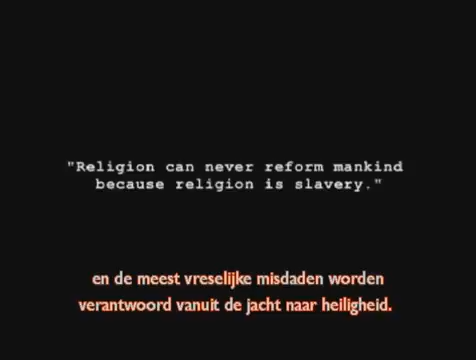 "Religion can never reform mankind
because religion is slavery."
en de meest vreselijke misdaden worden
verantwoord vanuit de jacht naar heiligheid.